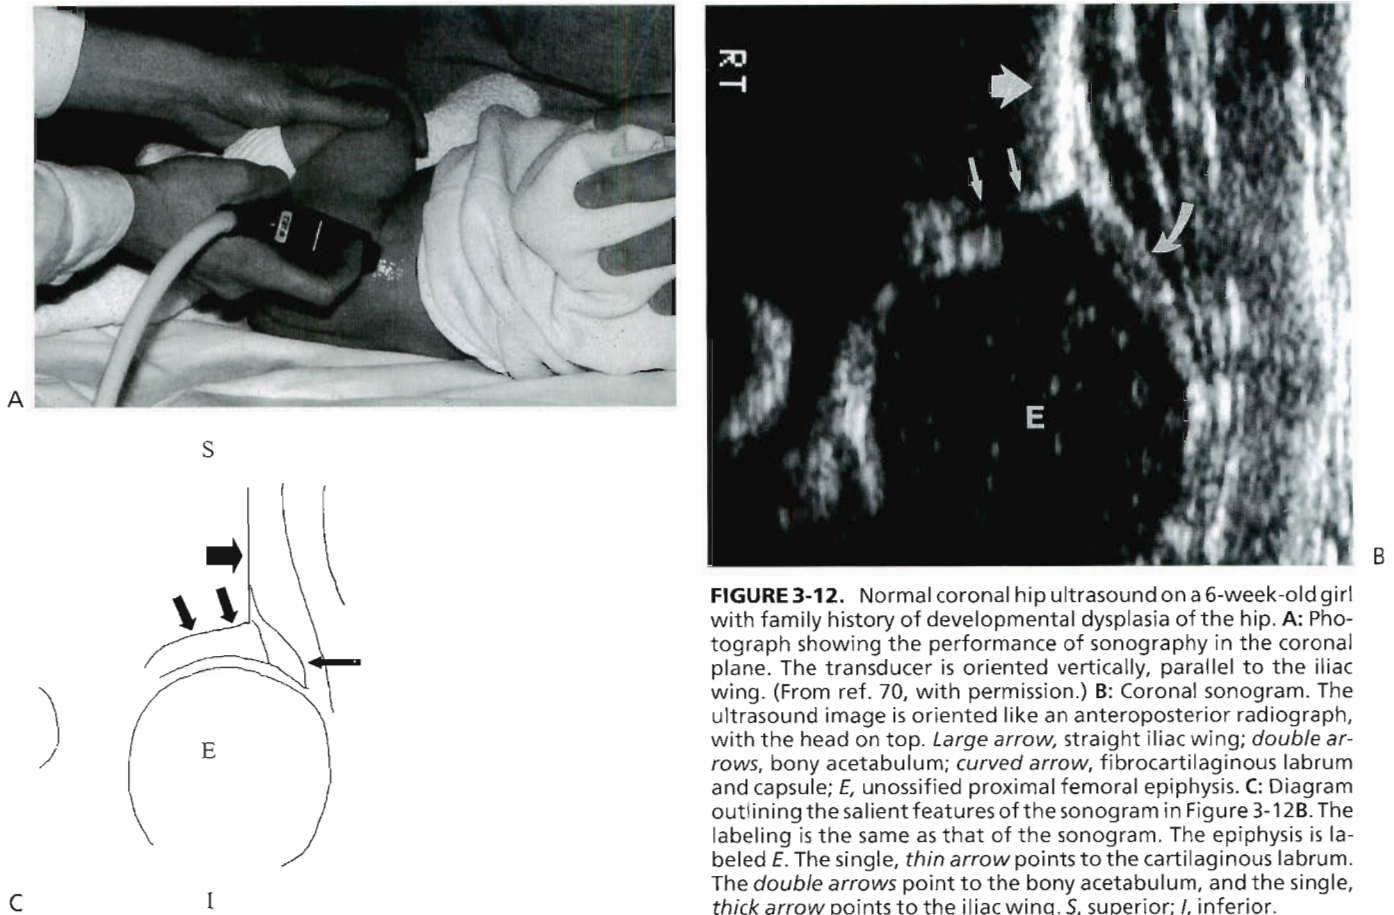 A
RT
E
B
S
E
I
C
FIGURE 3-12. Normal coronal hip ultrasound on a 6-week-old girl
with family history of developmental dysplasia of the hip. A: Pho-
tograph showing the performance of sonography in the coronal
plane. The transducer is oriented vertically, parallel to the iliac
wing. (From ref. 70, with permission.) B: Coronal sonogram. The
ultrasound image is oriented like an anteroposterior radiograph,
with the head on top. Large arrow, straight iliac wing; double ar-
rows, bony acetabulum; curved arrow, fibrocartilaginous labrum
and capsule; E, unossified proximal femoral epiphysis. C: Diagram
outlining the salient features of the sonogram in Figure 3-12B. The
labeling is the same as that of the sonogram. The epiphysis is la-
beled E. The single, thin arrow points to the cartilaginous labrum.
The double arrows point to the bony acetabulum, and the single,
thick arrow points to the iliac wing. S, superior; I, inferior.